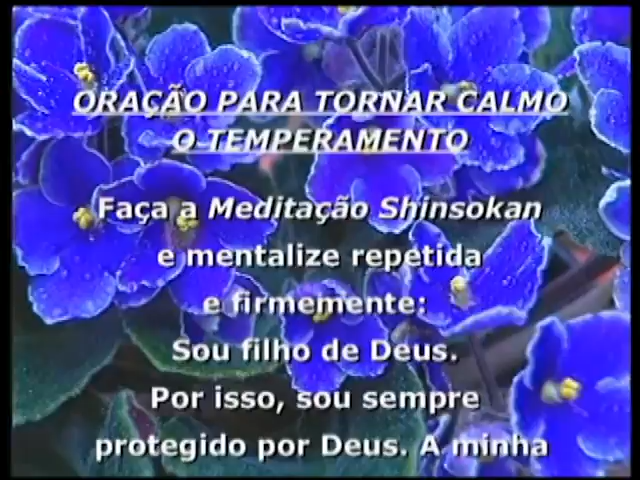 ORAÇÃO PARA TORNAR CALMO
O TEMPERAMENTO
Faça a Meditação Shinsokan
e mentalize repetida
e firmemente:
Sou filho de Deus.
Por isso, sou sempre
protegido por Deus. A minha